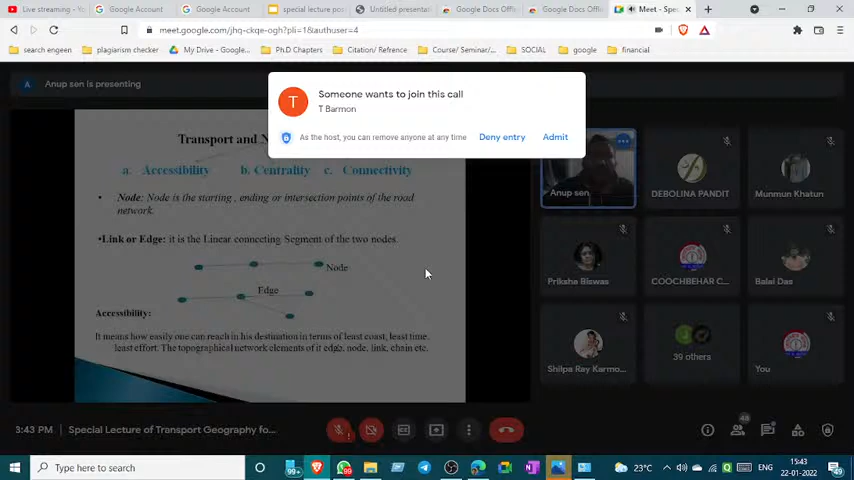 Live streaming - Yo
Google Account
Google Account
special lecture pos
Untitled presentat
Google Docs Offli
Google Docs Offli
Meet - Spec
meet.google.com/jhq-ckqe-ogh?pli=1&authuser=4
search engeen
plagiarism checker
My Drive - Google...
Ph.D Chapters
Citation/ Refrence
Course/ Seminar/...
SOCIAL
google
financial
A
Anup sen is presenting
Someone wants to join this call
T
T Barmon
As the host, you can remove anyone at any time
Deny entry
Admit
Transport and N
a. Accessibility b. Centrality c. Connectivity
• Node: Node is the starting , ending or intersection points of the road
network.
•Link or Edge: it is the Linear connecting Segment of the two nodes.
Node
Edge
Accessibility:
It means how easily one can reach in his destination in terms of least coast, least time,
least effort. The topographical network elements of it edge, node, link, chain etc.
Anup sen
DEBOLINA PANDIT
Munmun Khatun
Priksha Biswas
COOCHBEHAR C...
Balai Das
Shilpa Ray Karmo...
39 others
You
3:43 PM
Special Lecture of Transport Geography fo...
48
99+
Type here to search
23°C
ENG
15:43
22-01-2022
49